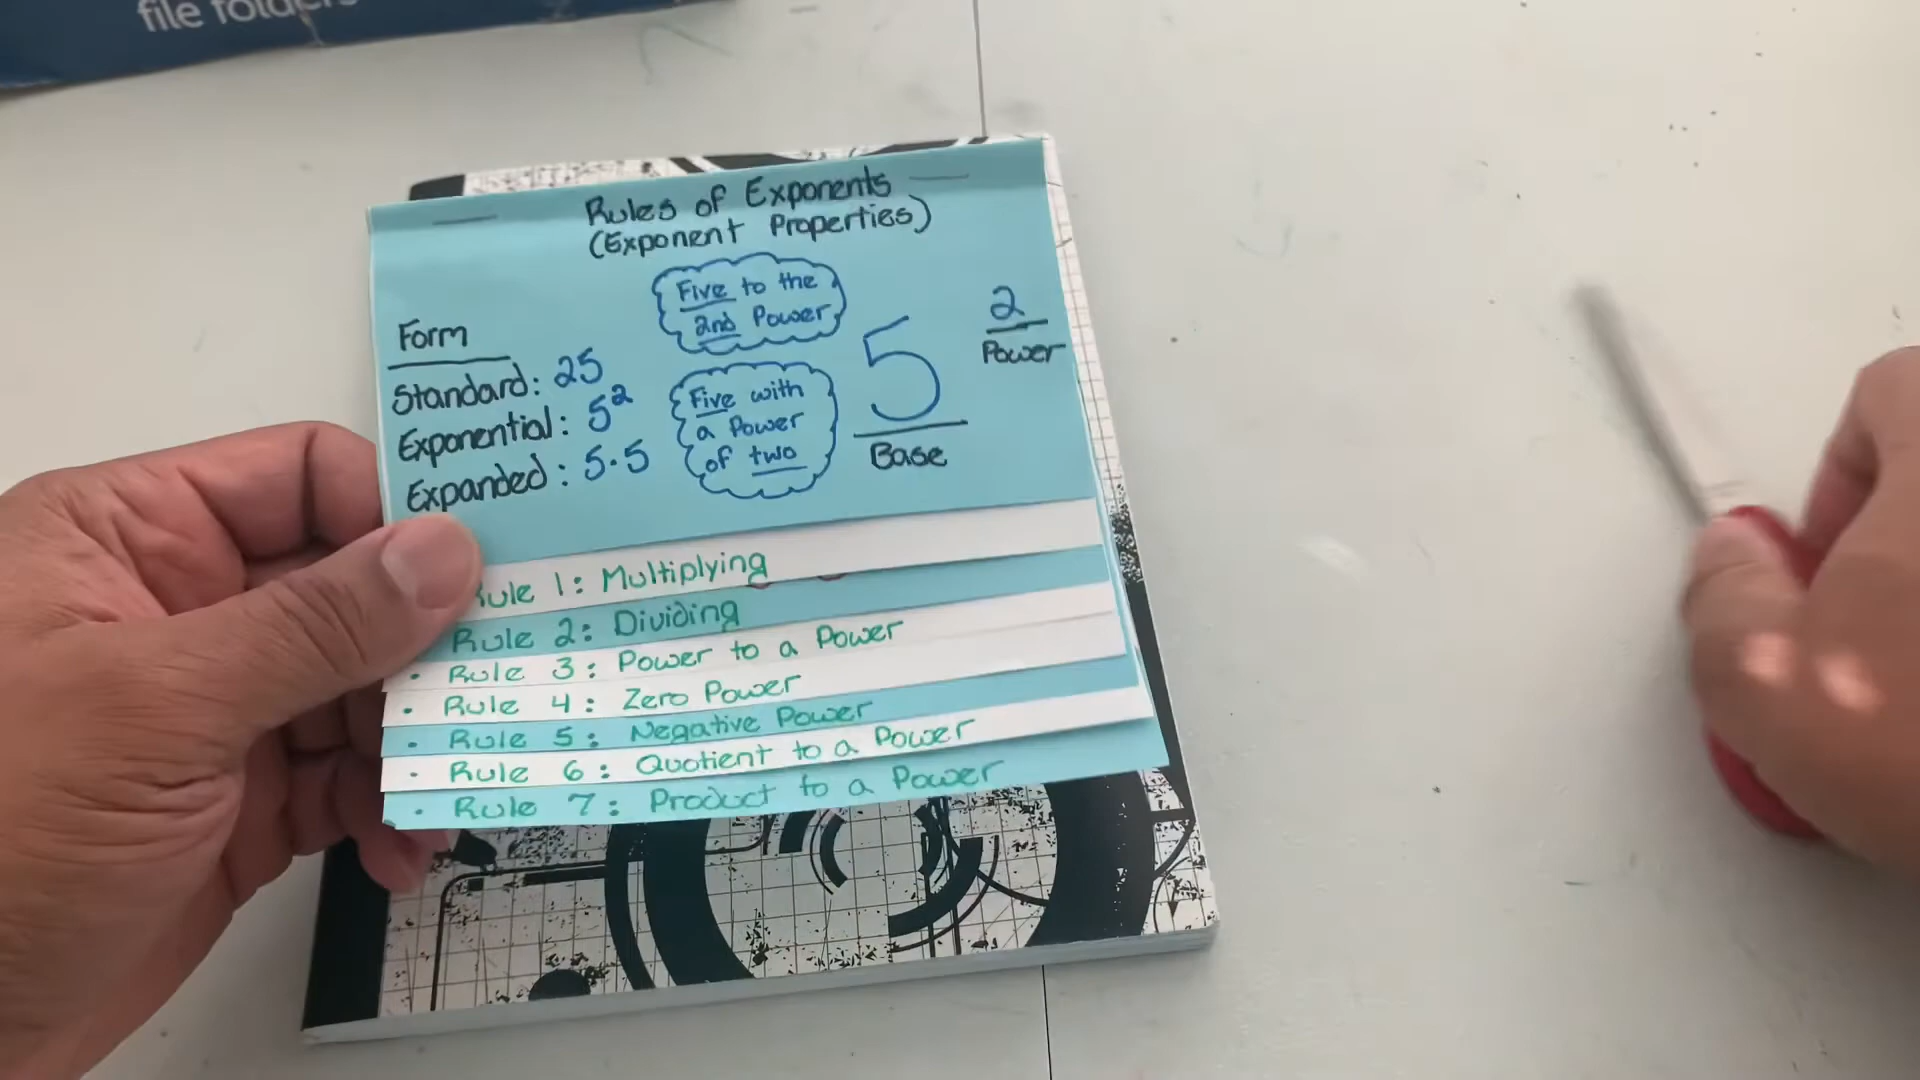 file folders
Rules of Exponents
(Exponent Properties)
Five to the
2nd Power
2
Power
Form
Standard: 25
Exponential: 5²
Expanded: 5·5
Five with
a Power
of two
5
Base
Rule 1: Multiplying
Rule 2: Dividing
• Rule 3: Power to a Power
• Rule 4: Zero Power
• Rule 5: Negative Power
• Rule 6: Quotient to a Power
• Rule 7: Product to a Power